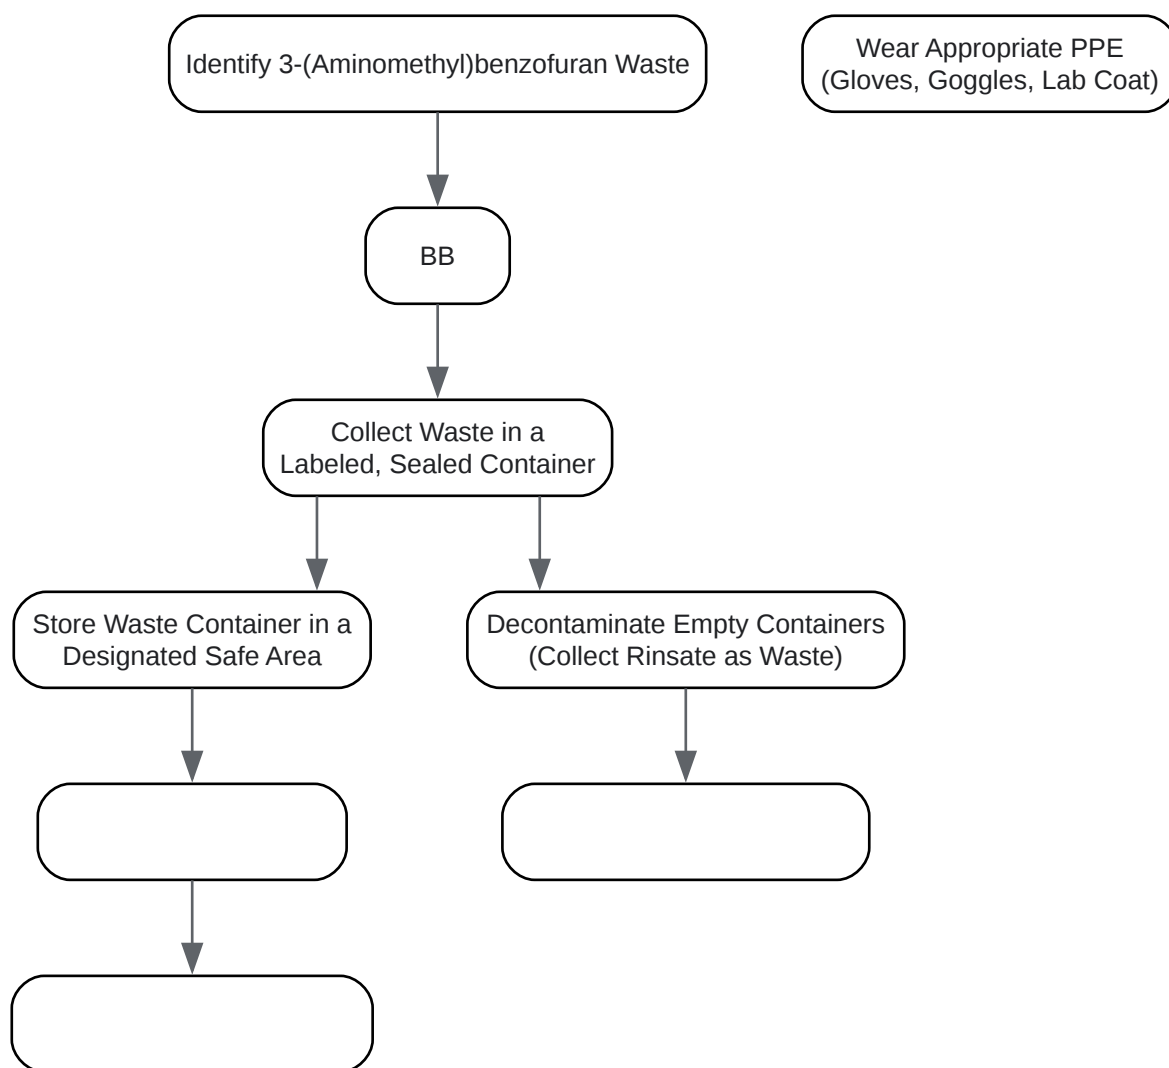 Identify 3-(Aminomethyl)benzofuran Waste
Wear Appropriate PPE
(Gloves, Goggles, Lab Coat)
BB
Collect Waste in a
Labeled, Sealed Container
Store Waste Container in a
Designated Safe Area
Decontaminate Empty Containers
(Collect Rinsate as Waste)